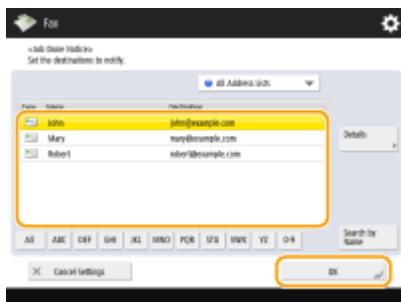 Fax
<Job Done Notice>
Set the destinations to notify.
All Address Lists
Type Name Destination
John john@example.com
Mary mary@example.com
Robert robert@example.com
Details
All ABC DEF GHI JKL MNO PQR STU VWX YZ 0-9
Search by
Name
Cancel Settings
OK